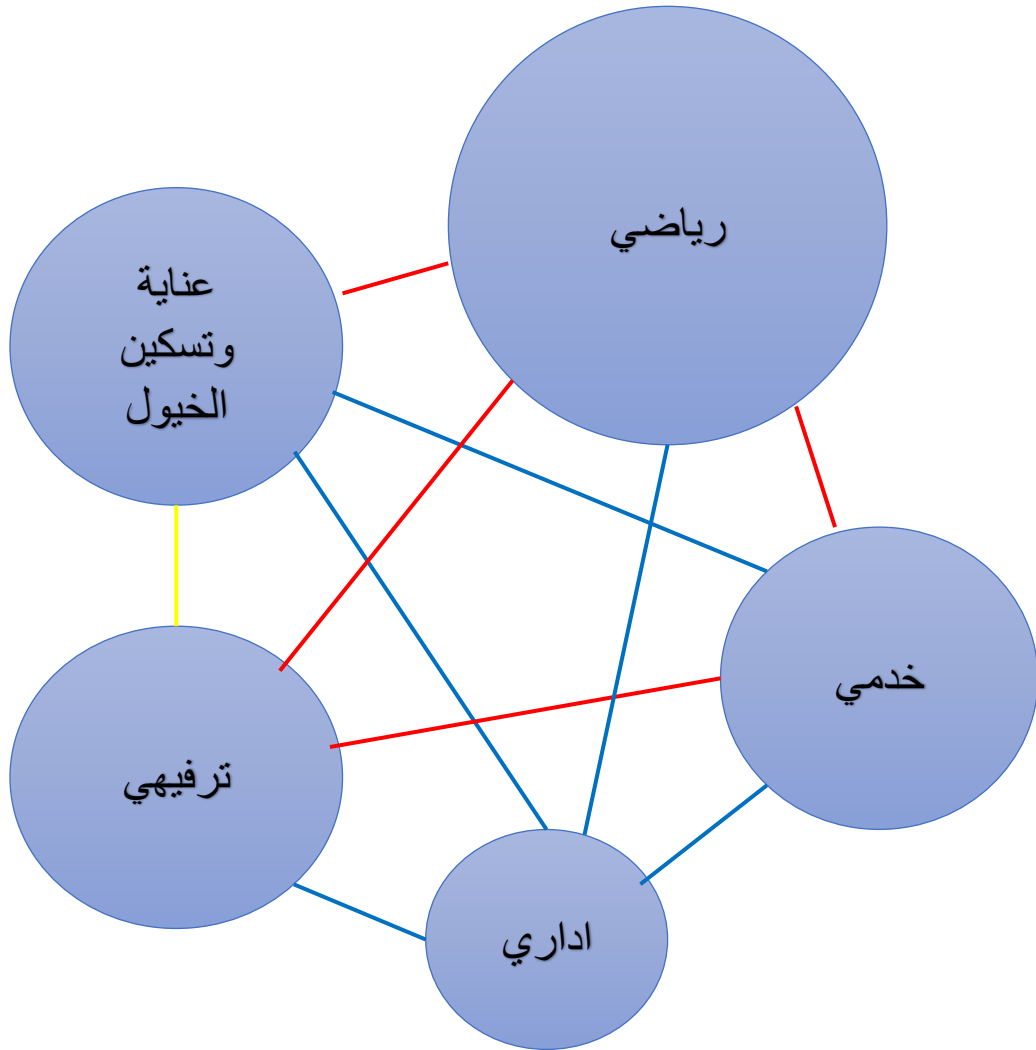 رياضي
عناية
وتسكين
الخيول
خدمي
ترفيهي
اداري